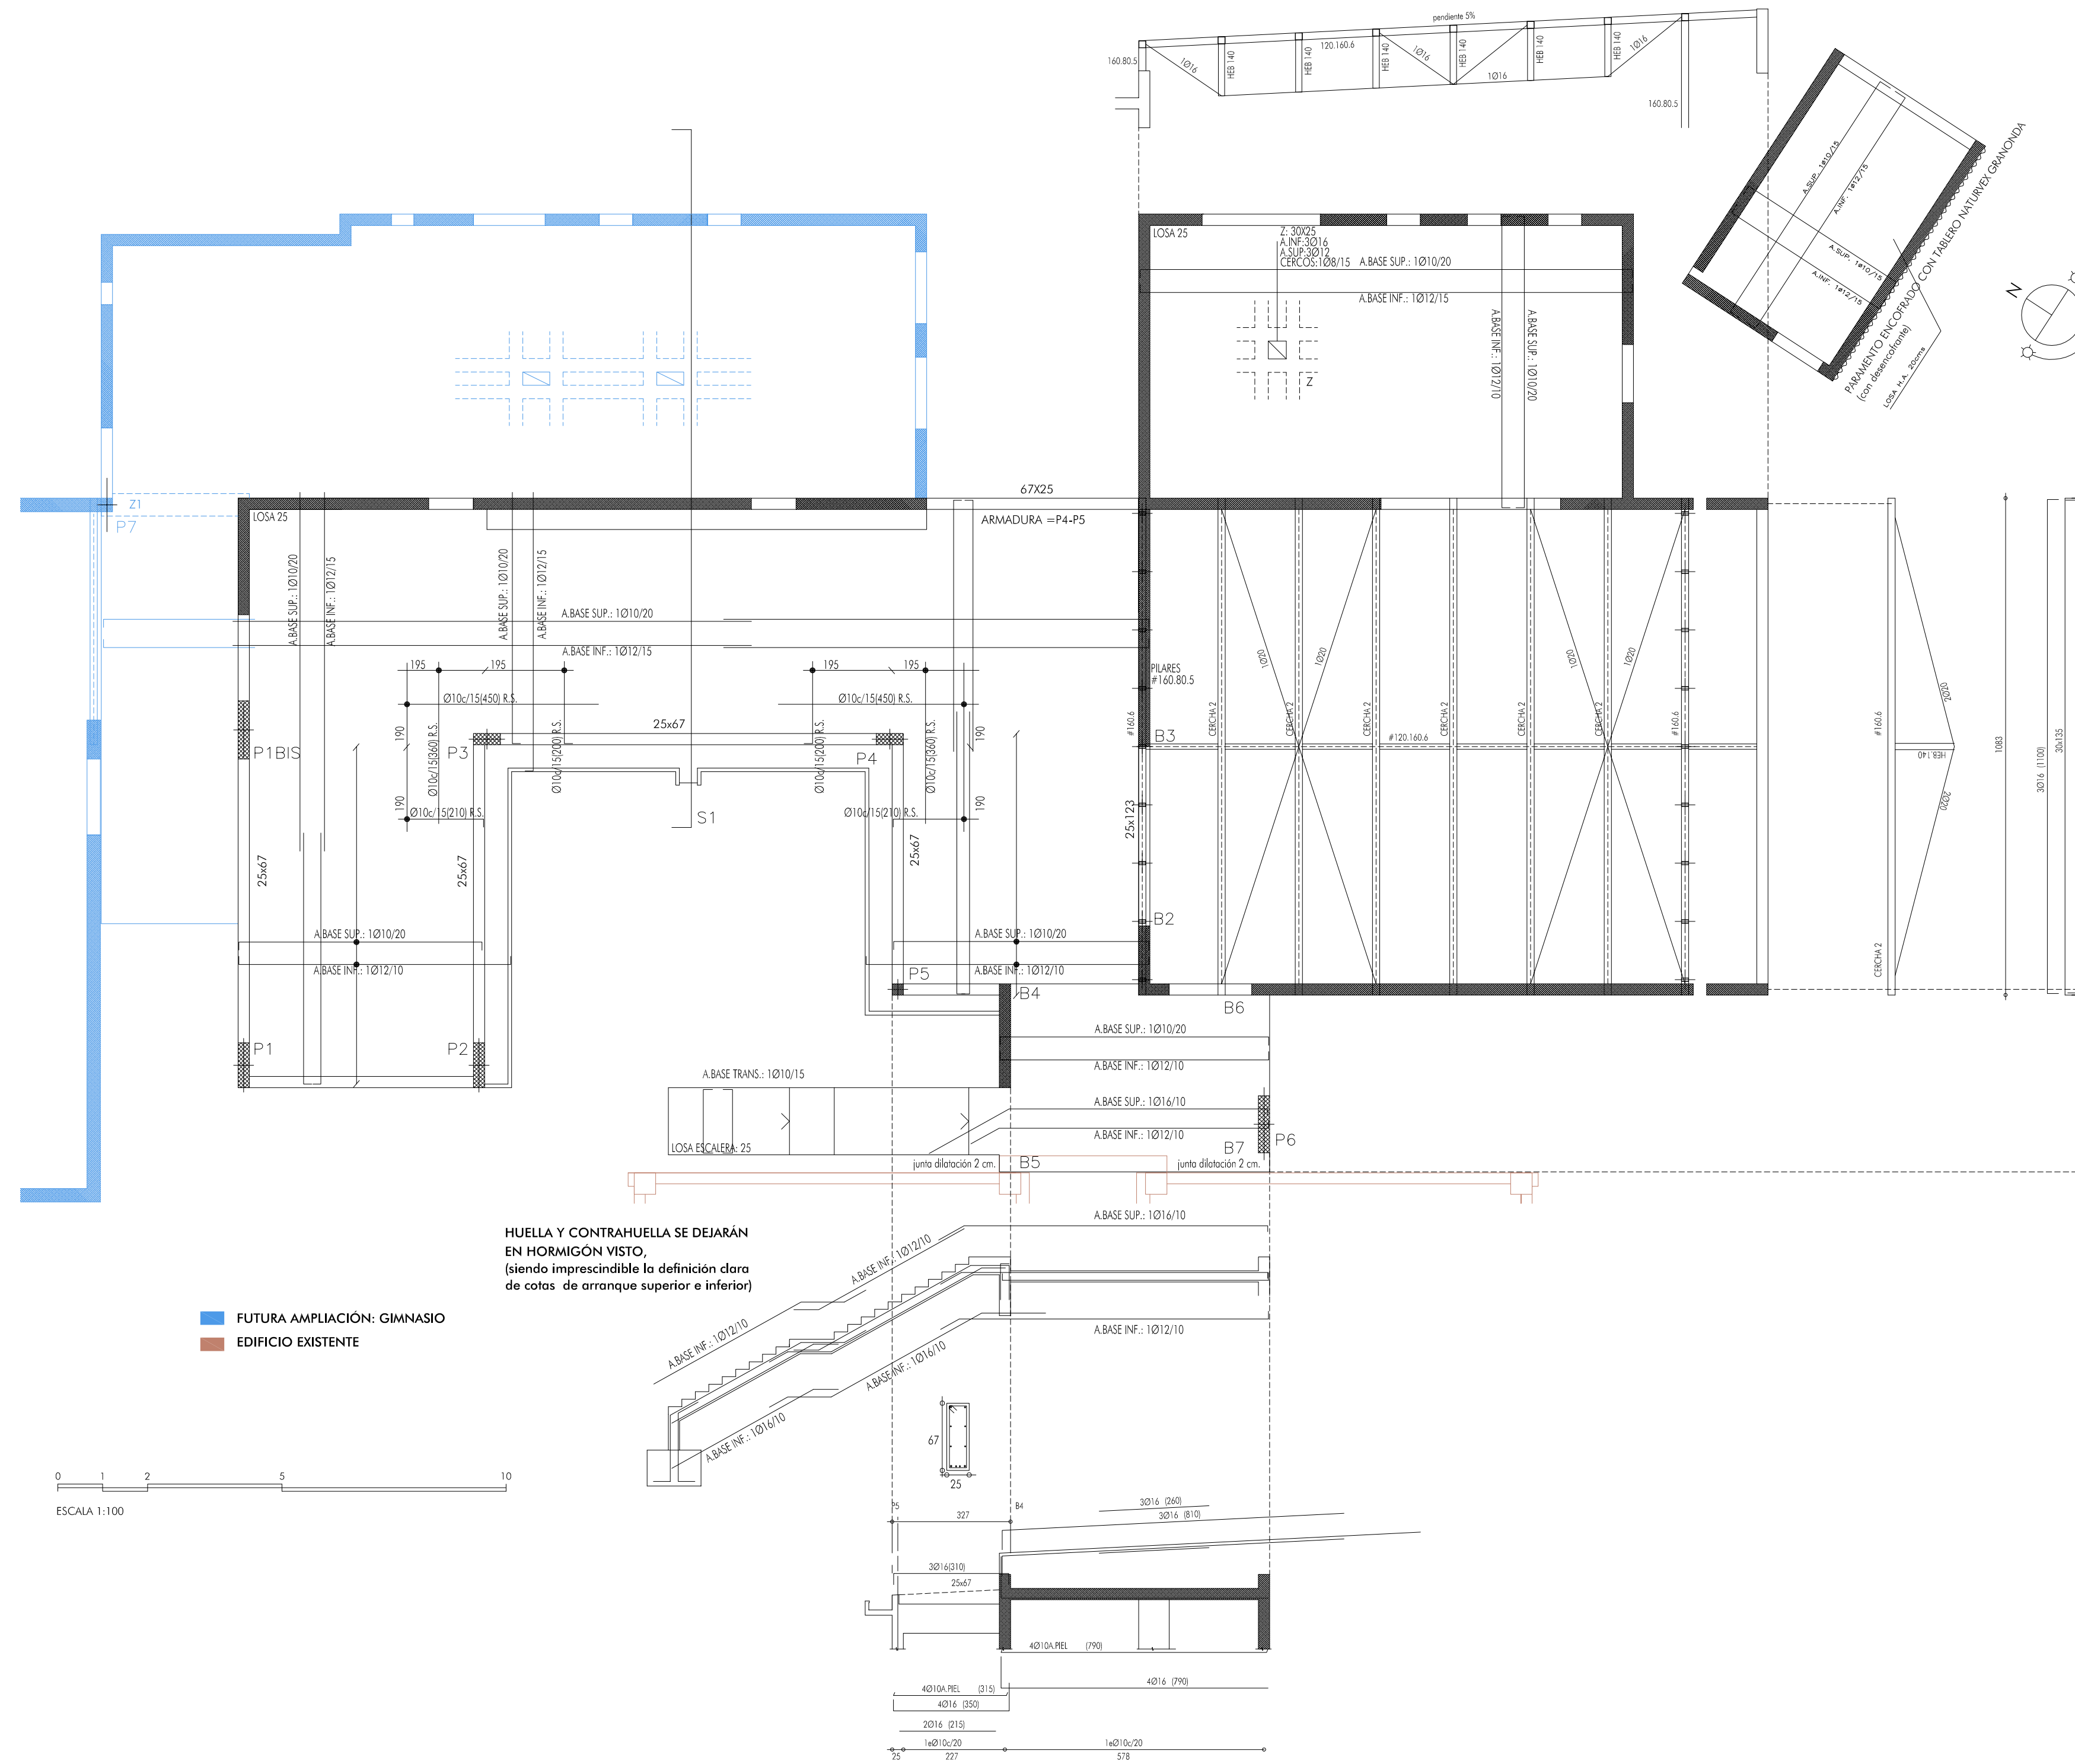 pendiente 5%
160.80.5
1Ø16
HEB 140
120.160.6
HEB 140
HEB 140
1Ø16
HEB 140
1Ø16
HEB 140
HEB 140
1Ø16
160.80.5
A.SUP. 1ø10/15
A.INF. 1ø12/15
A.SUP. 1ø10/15
A.INF. 1ø12/15
PARAMENTO ENCOFRADO CON TABLERO NATURVEX GRANONDA
(con desencofrante)
LOSA H.A. 20cms
N
LOSA 25
Z: 30X25
A.INF:3Ø16
A.SUP:3Ø12
CERCOS:1Ø8/15
A.BASE SUP.: 1Ø10/20
A.BASE INF.: 1Ø12/15
A.BASE INF.: 1Ø12/10
A.BASE SUP.: 1Ø10/20
Z
Z1
P7
LOSA 25
67X25
ARMADURA =P4-P5
A.BASE SUP.: 1Ø10/20
A.BASE INF.: 1Ø12/15
A.BASE SUP.: 1Ø10/20
A.BASE INF.: 1Ø12/15
A.BASE SUP.: 1Ø10/20
A.BASE INF.: 1Ø12/15
195
195
195
195
Ø10c/15(450) R.S.
Ø10c/15(450) R.S.
PILARES
#160.80.5
1Ø20
1Ø20
1Ø20
1Ø20
190
Ø10c/15(360) R.S.
25x67
190
Ø10c/15(200) R.S.
Ø10c/15(200) R.S.
Ø10c/15(360) R.S.
P1BIS
P3
P4
B3
#160.6
CERCHA 2
CERCHA 2
CERCHA 2
CERCHA 2
CERCHA 2
CERCHA 2
#160.6
#120.160.6
#160.6
HEB 140
2Ø20
2Ø20
1083
3Ø16 (1100)
30x135
190
Ø10c/15(210) R.S.
S1
Ø10c/15(210) R.S.
190
25x123
25x67
25x67
25x67
A.BASE SUP.: 1Ø10/20
A.BASE INF.: 1Ø12/10
A.BASE SUP.: 1Ø10/20
A.BASE INF.: 1Ø12/10
B2
CERCHA 2
P5
B4
B6
P1
P2
A.BASE SUP.: 1Ø10/20
A.BASE INF.: 1Ø12/10
A.BASE TRANS.: 1Ø10/15
A.BASE SUP.: 1Ø16/10
A.BASE INF.: 1Ø12/10
LOSA ESCALERA: 25
B7
P6
junta dilatación 2 cm.
B5
junta dilatación 2 cm.
HUELLA Y CONTRAHUELLA SE DEJARÁN
EN HORMIGÓN VISTO,
(siendo imprescindible la definición clara
de cotas de arranque superior e inferior)
A.BASE SUP.: 1Ø16/10
A.BASE INF.: 1Ø12/10
A.BASE INF.: 1Ø12/10
A.BASE INF.: 1Ø12/10
A.BASE INF.: 1Ø16/10
A.BASE INF.: 1Ø16/10
FUTURA AMPLIACIÓN: GIMNASIO
EDIFICIO EXISTENTE
67
25
0 1 2 5 10
ESCALA 1:100
P5
B4
327
3Ø16 (260)
3Ø16 (810)
3Ø16(310)
25x67
4Ø10A.PIEL (790)
4Ø10A.PIEL (315)
4Ø16 (790)
4Ø16 (350)
2Ø16 (215)
1eØ10c/20
1eØ10c/20
25
227
578